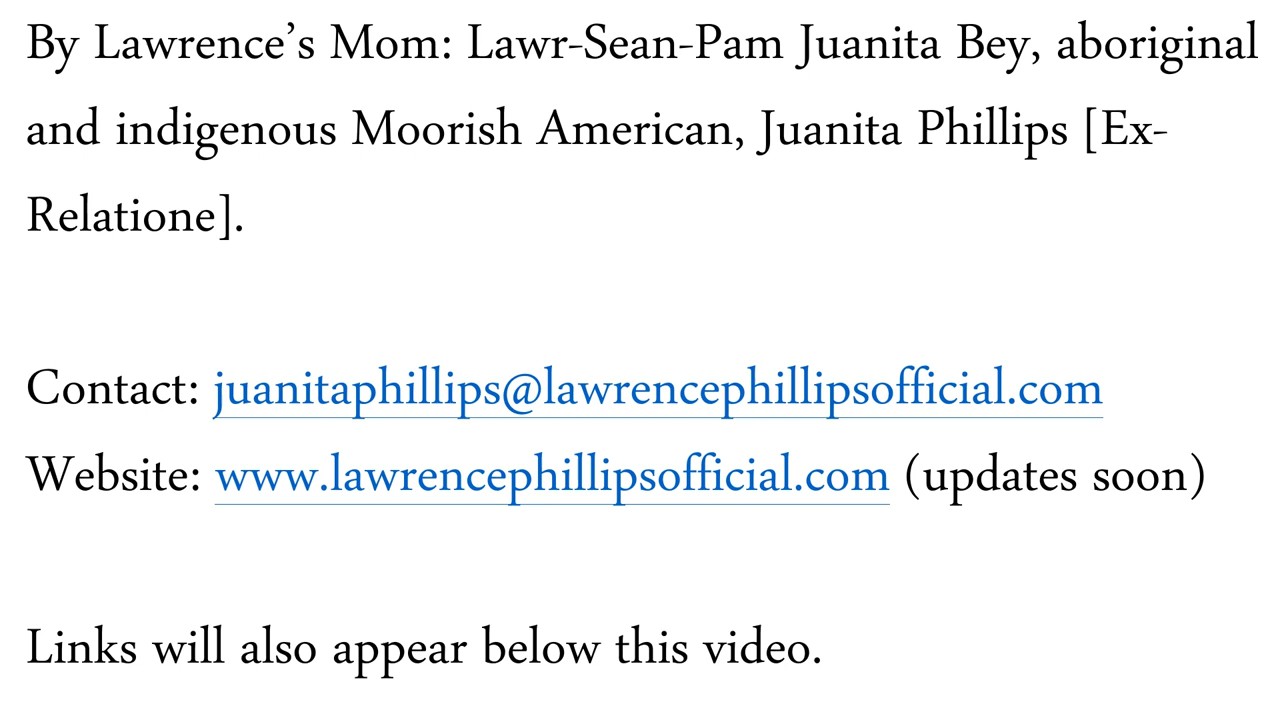 By Lawrence’s Mom: Lawr-Sean-Pam Juanita Bey, aboriginal
and indigenous Moorish American, Juanita Phillips [Ex-
Relatione].
Contact: juanitaphillips@lawrencephillipsofficial.com
Website: www.lawrencephillipsofficial.com (updates soon)
Links will also appear below this video.